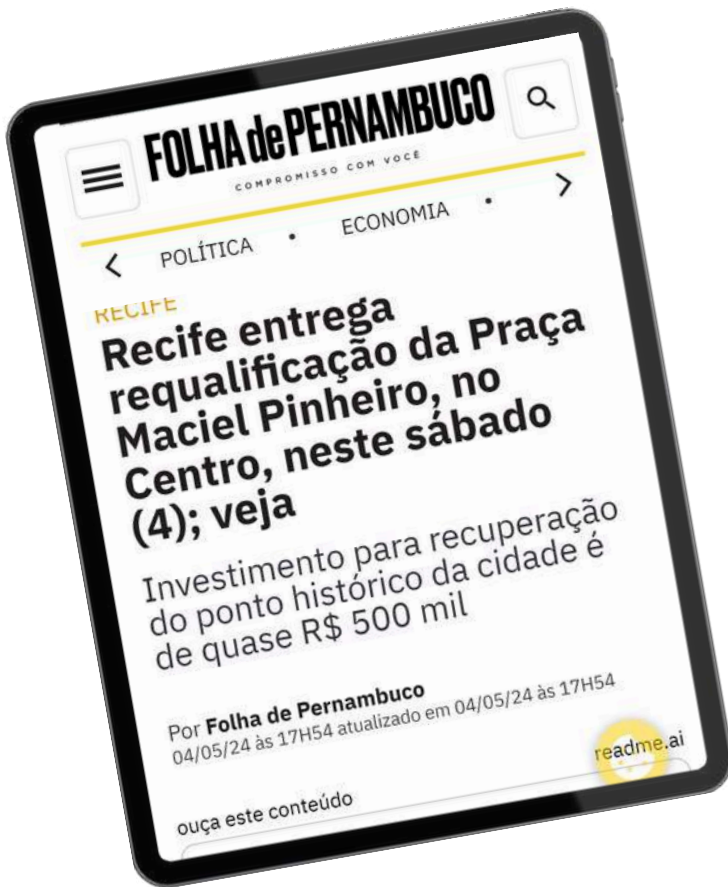 FOLHA de PERNAMBUCO
COMPROMISSO COM VOCÊ
POLÍTICA • ECONOMIA •
RECIFE
Recife entrega
requalificação da Praça
Maciel Pinheiro, no
Centro, neste sábado
(4); veja
Investimento para recuperação
do ponto histórico da cidade é
de quase R$ 500 mil
Por Folha de Pernambuco
04/05/24 às 17H54 atualizado em 04/05/24 às 17H54
readme.ai
ouça este conteúdo